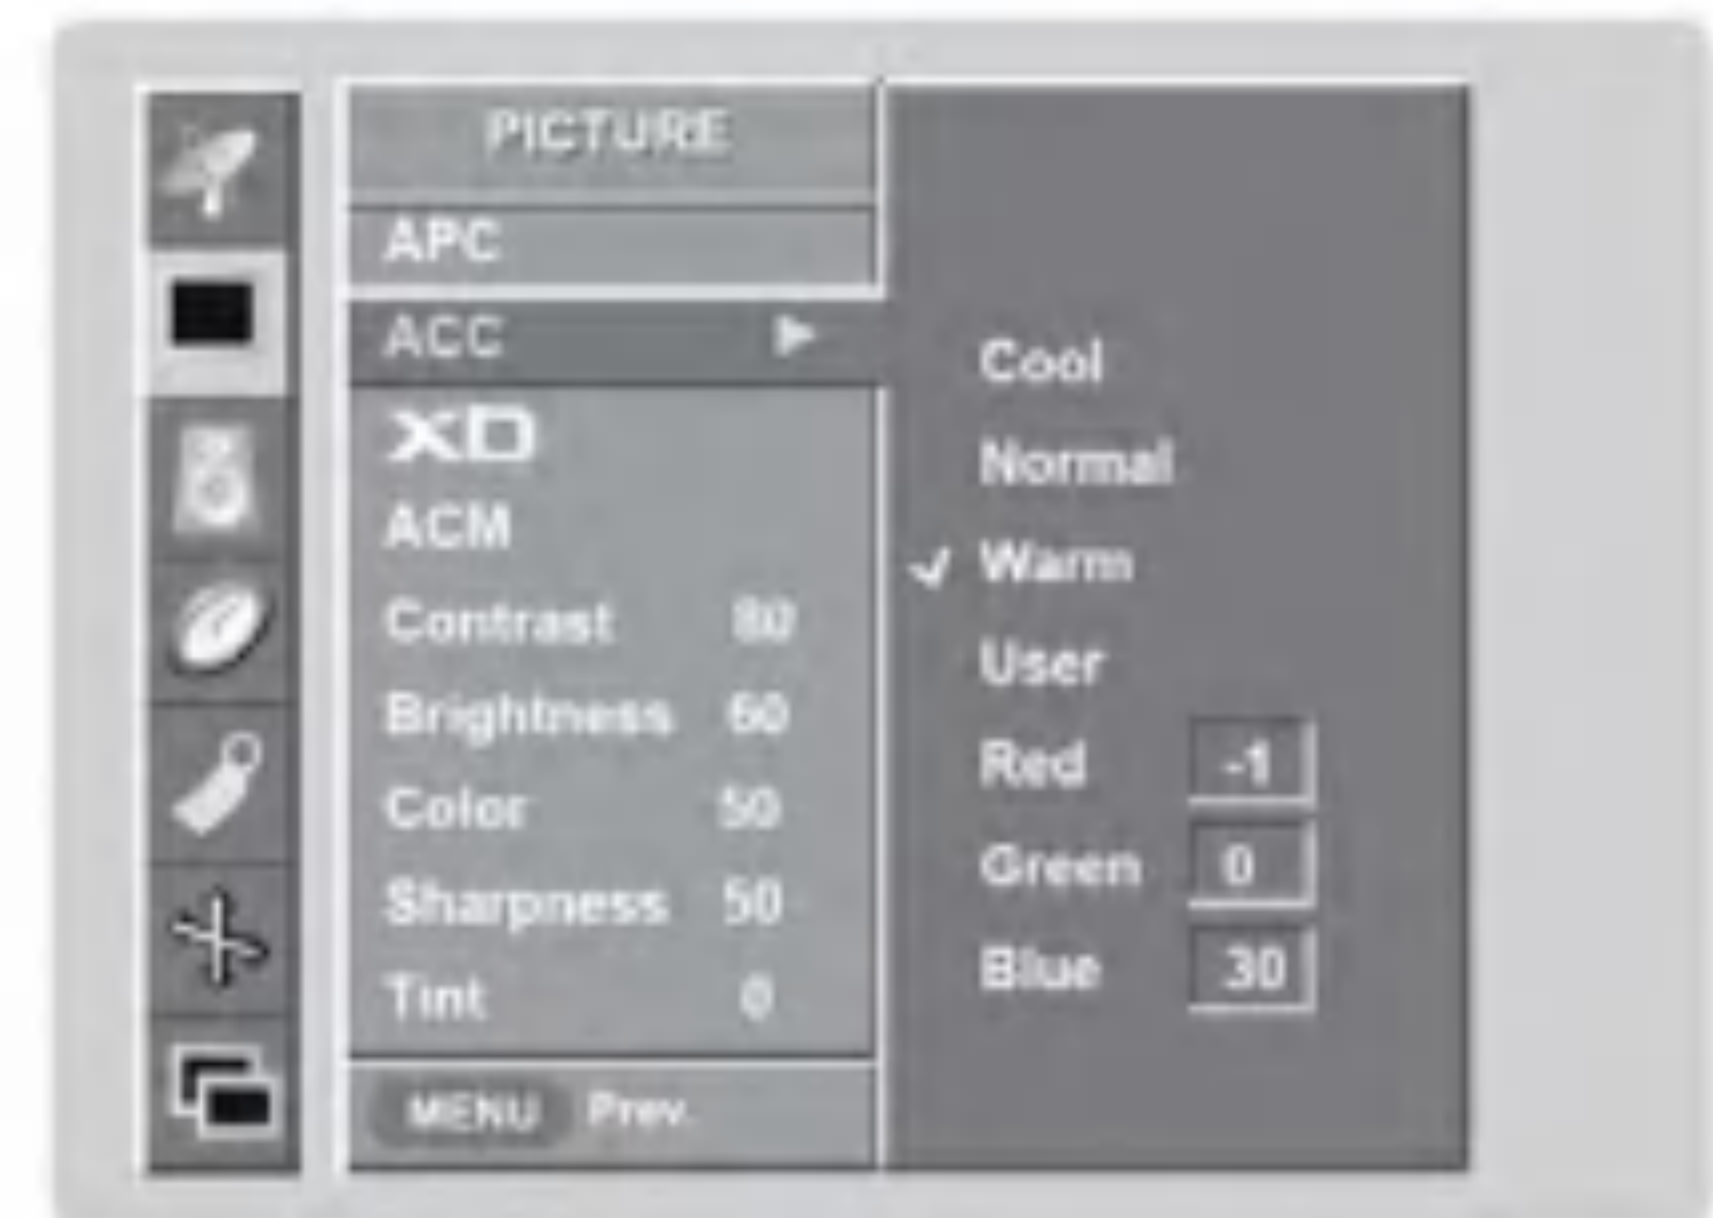 PICTURE
APC
ACC
XD
ACM
Contrast 80
Brightness 60
Color 50
Sharpness 50
Tint 0
MENU Prev.
Cool
Normal
Warm
User
Red -1
Green 0
Blue 30